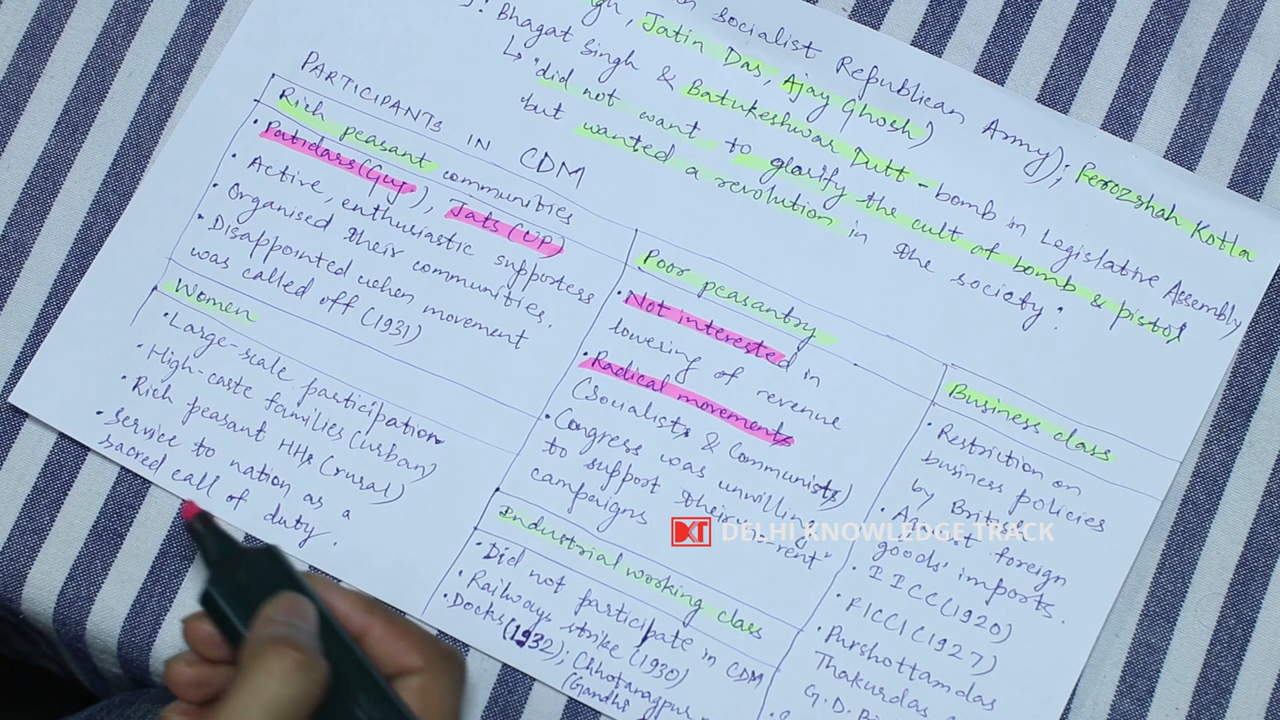 Socialist Republican Army); Ferozshah Kotla
Jatin Das, Ajay Ghosh)
Bhagat Singh & Batukeshwar Dutt - bomb in Legislative Assembly
↳ "did not want to glorify the cult of bomb & pistol
but wanted a revolution in the society".
PARTICIPANTS IN CDM
Rich peasant communities
• Patidars (Guj), Jats (UP)
• Active, enthusiastic supporters
• Organised their communities.
• Disappointed when movement
was called off (1931)
Women
• Large-scale participation
• High-caste families (urban)
• Rich peasant HHs (rural)
• Service to nation as a
sacred call of duty.
Poor peasantry
• Not interested in
lowering of revenue
• Radical movements
(Socialists & Communists)
• Congress was unwilling
to support their
campaigns
Industrial working class
• Did not participate in CDM
• Railways strike (1930)
• Docks (1932); Chhotanagpur
Business class
• Restriction on
business policies
by British
• Against foreign
goods' imports.
• IICC (1920)
• FICCI (1927)
• Purshottamdas
Thakurdas
G.D.
DELHI KNOWLEDGE TRACK